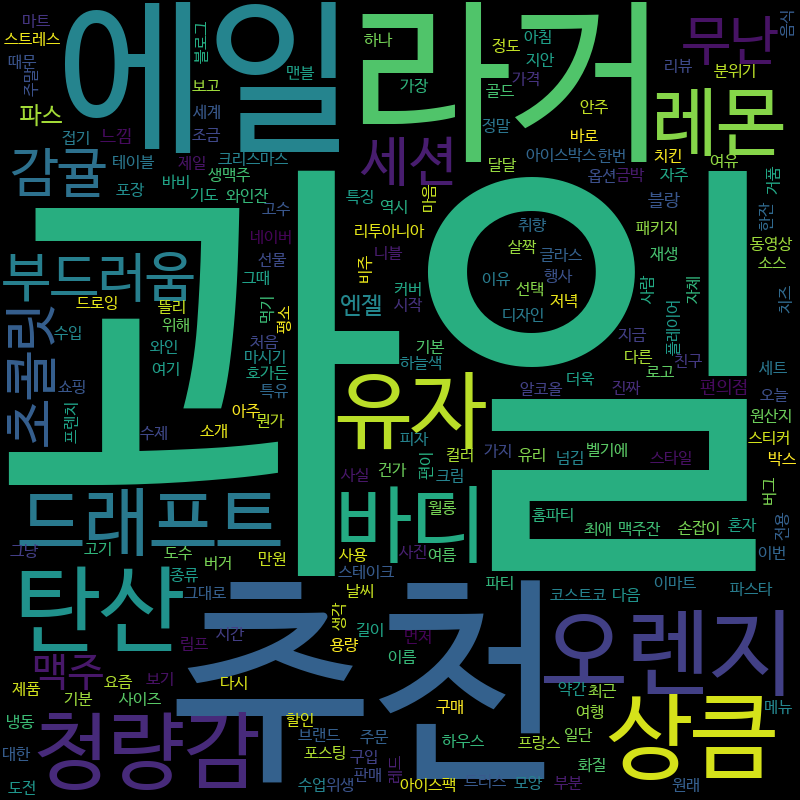 마트
스트레스
때문
주말
블로그
에일
라거
무난
음식
하나
정도
아침
지안
맨블
보고
가장
골드
가격
리뷰
분위기
파스
느낌
세계
조금
세션
정말
안주
바로
레몬
접기
테이블
제일
크리스마스
달달
아이스박스
한번
치킨
여유
감귤
포장
바비
생맥주
기도
와인잔
고수
특징
역시
마음
옵션
금박
자주
블랑
한잔
가품
과일
네이버
리투아니아
취향
살짝
글라스
패키지
재생
동영상
소스
부드러움
선물
그때
니블
비주
이유
행사
사람
자체
치즈
드로잉
뜰리
위해
먹기
평소
엔젤
커버
시작
선택
저녁
디자인
플레이어
초콜릿
수입
와인
여기
처음
마시기
호가든
기본
하늘색
지금
다른
로고
친구
세트
쇼핑
프렌치
특유
아주
뭔가
유자
알코올
더욱
진짜
편의점
오늘
수제
소개
피자
컬러
가지
원산지
스티커
드래프트
사실
건가
편이
크림
유리
넘김
벨기에
스타일
박스
버그
바디
월롱
홈파티
최애
맥주잔
손잡이
혼자
전용
그냥
고기
도수
버거
만원
사용
사진
여름
이번
탄산
종류
그대로
스테이크
날씨
파티
코스트코
다음
이마트
파스타
추천
시간
생각
용량
길이
먼저
이름
림프
맥주
오렌지
제품
요즘
보기
기분
사이즈
다시
구매
약간
최근
메뉴
여행
냉동
대한
청량감
할인
브랜드
주문
하우스
프랑스
일단
상큼
포스팅
구입
화질
도전
수업
위생
판매
레드
아이스팩
모양
부분
원래